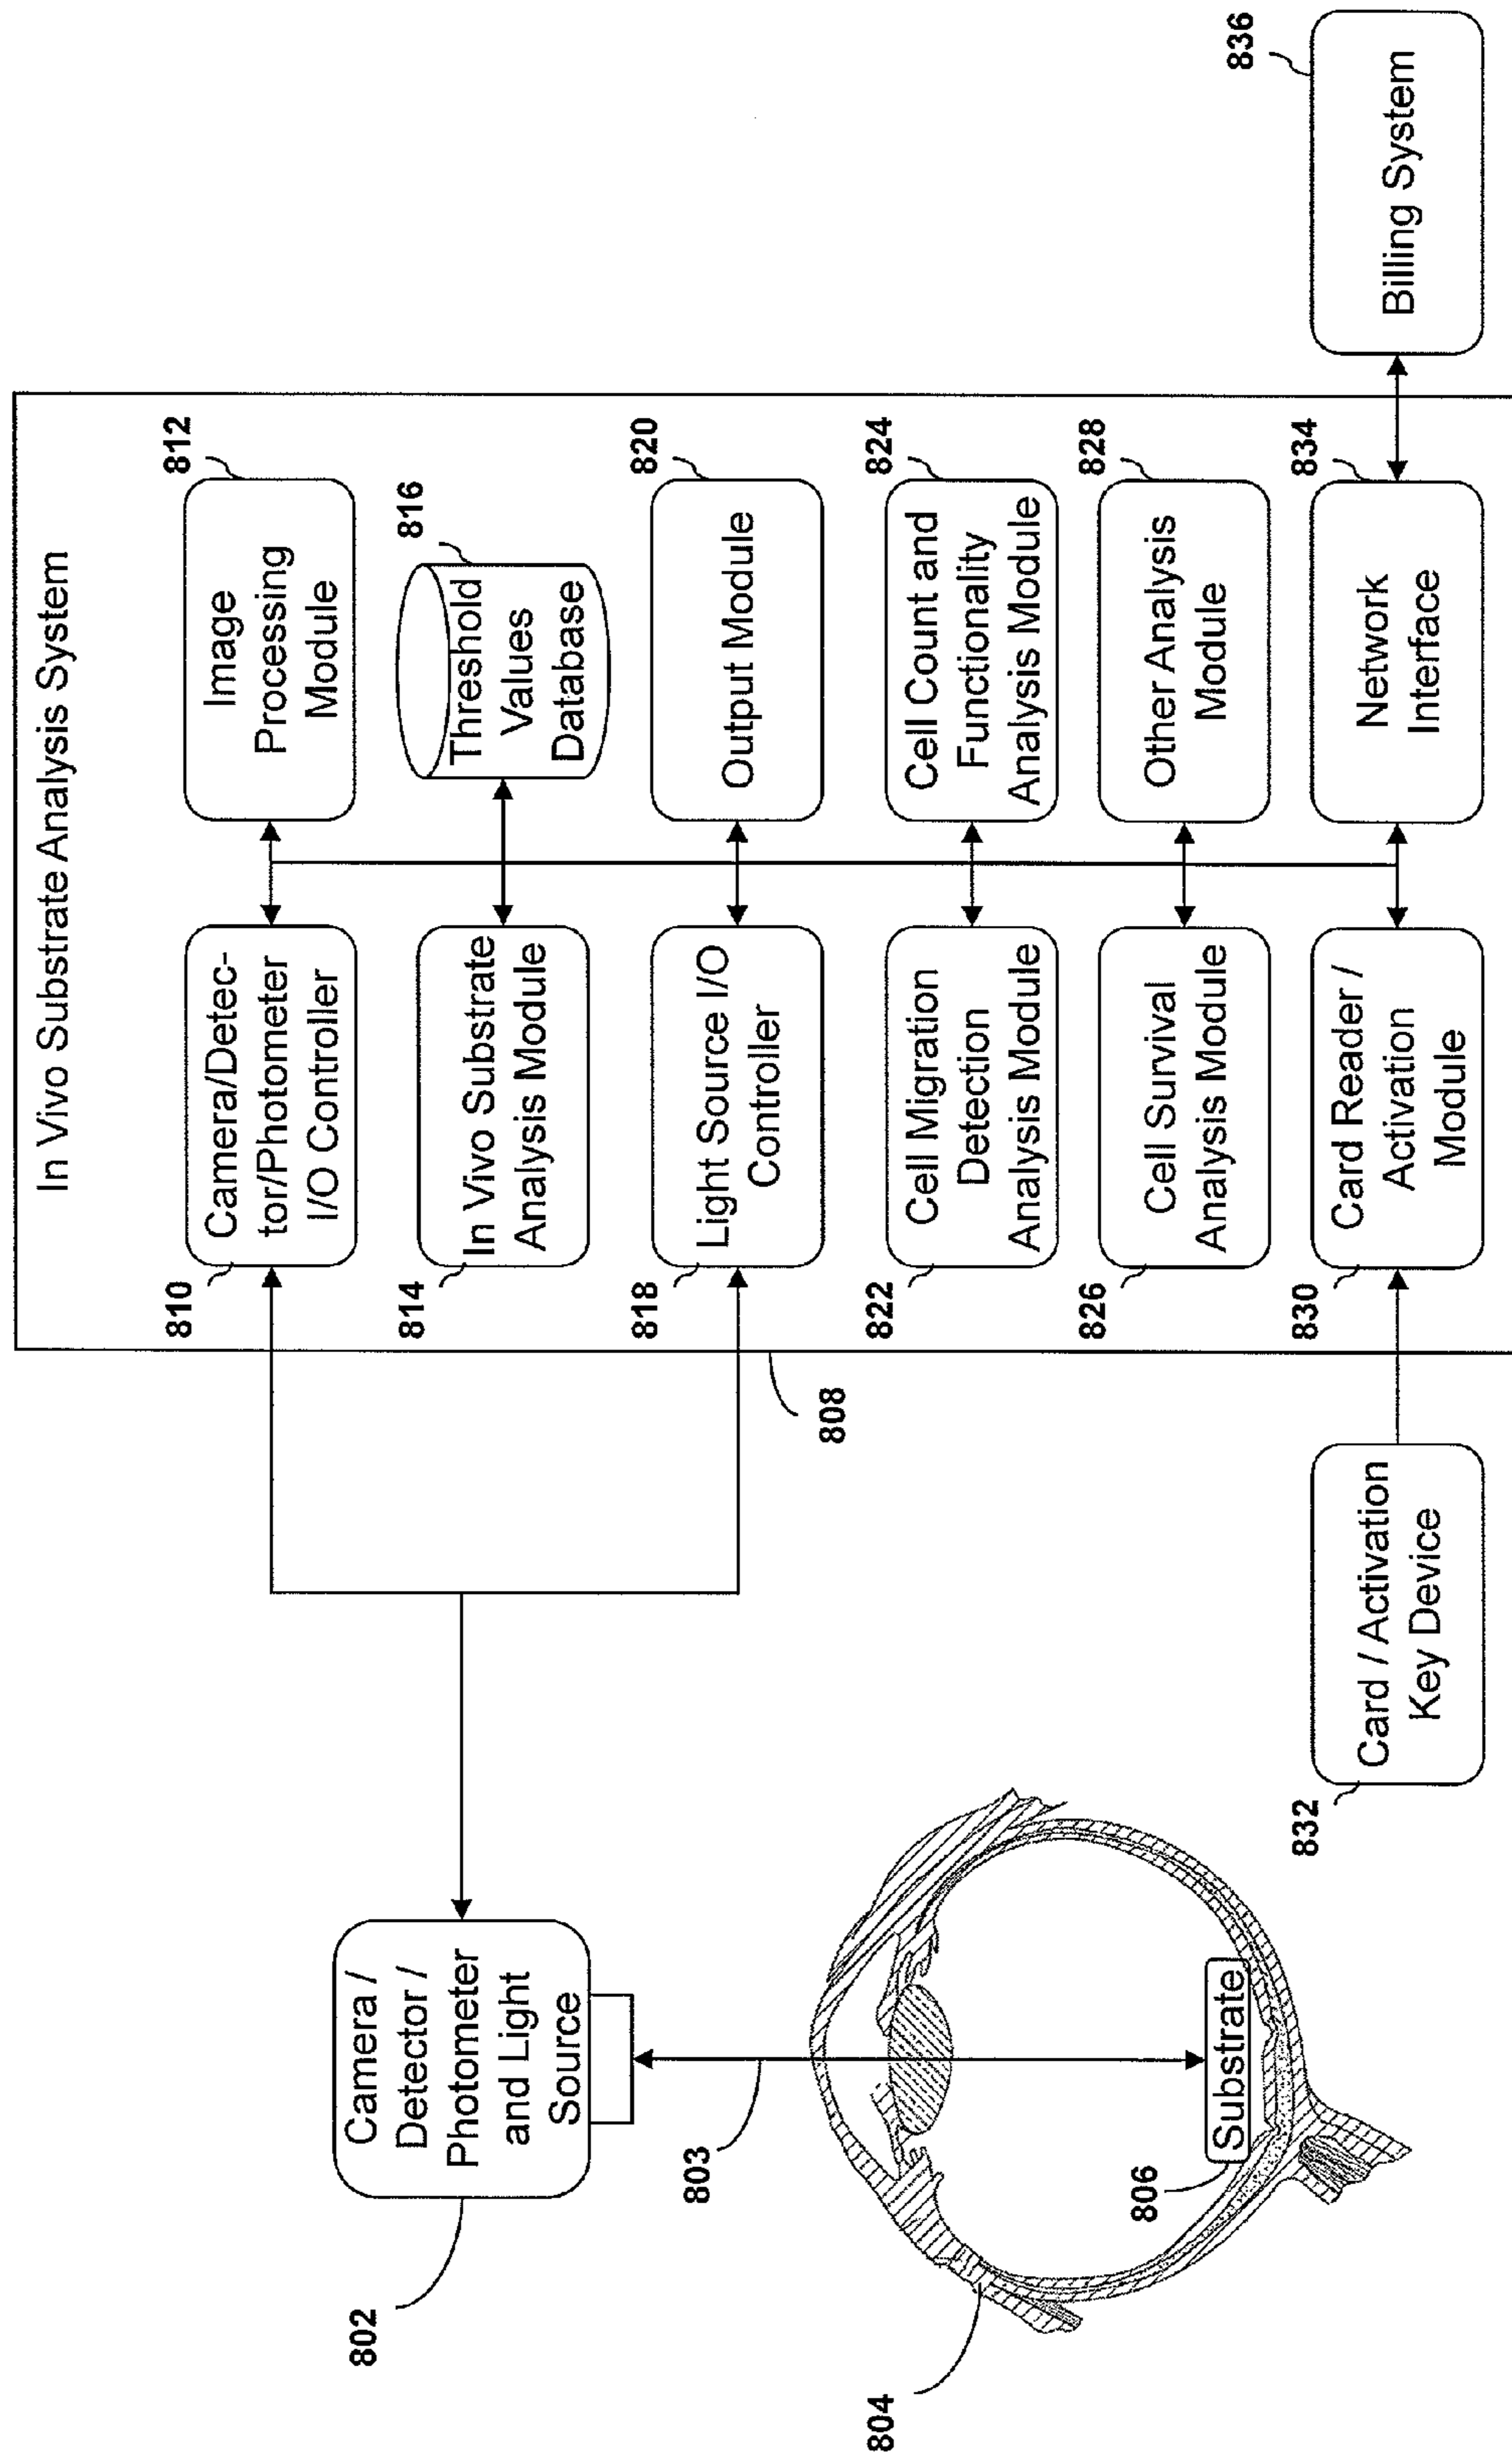 In Vivo Substrate Analysis System
802
Camera /
Detector /
Photometer
and Light
Source
803
804
806
Substrate
808
810
Camera/Detec-
tor/Photometer
I/O Controller
812
Image
Processing
Module
814
In Vivo Substrate
Analysis Module
816
Threshold
Values
Database
818
Light Source I/O
Controller
820
Output Module
822
Cell Migration
Detection
Analysis Module
824
Cell Count and
Functionality
Analysis Module
826
Cell Survival
Analysis Module
828
Other Analysis
Module
832
Card / Activation
Key Device
830
Card Reader /
Activation
Module
834
Network
Interface
836
Billing System